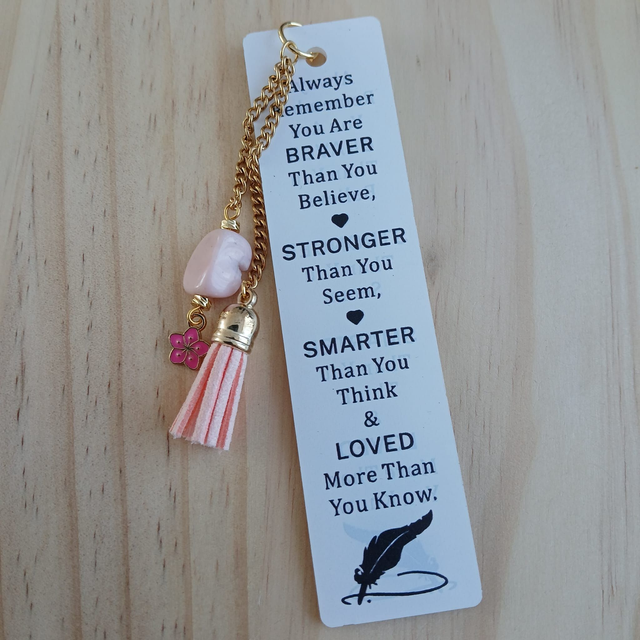 Always
Remember
You Are
BRAVER
Than You
Believe,
STRONGER
Than You
Seem,
SMARTER
Than You
Think
&
LOVED
More Than
You Know.